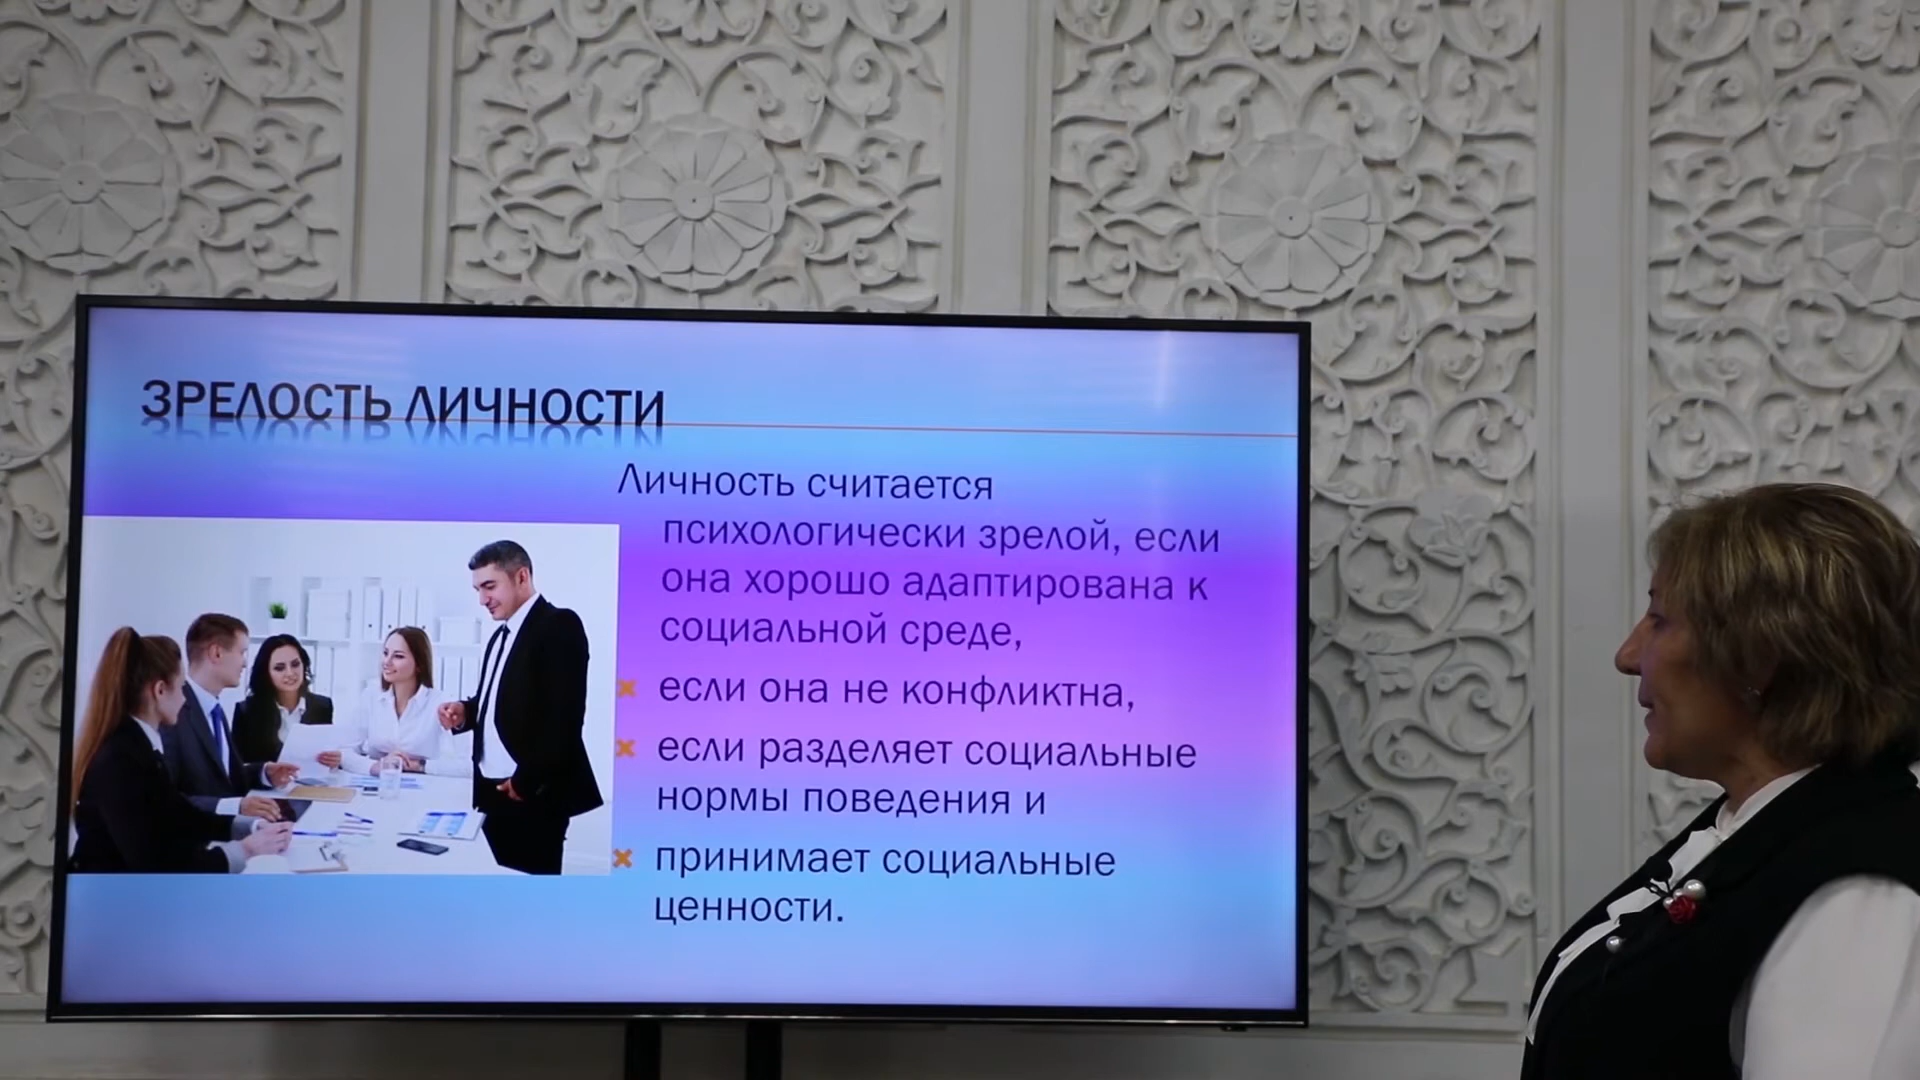 ЗРЕЛОСТЬ ЛИЧНОСТИ
Личность считается
психологически зрелой, если
она хорошо адаптирована к
социальной среде,
если она не конфликтна,
если разделяет социальные
нормы поведения и
принимает социальные
ценности.